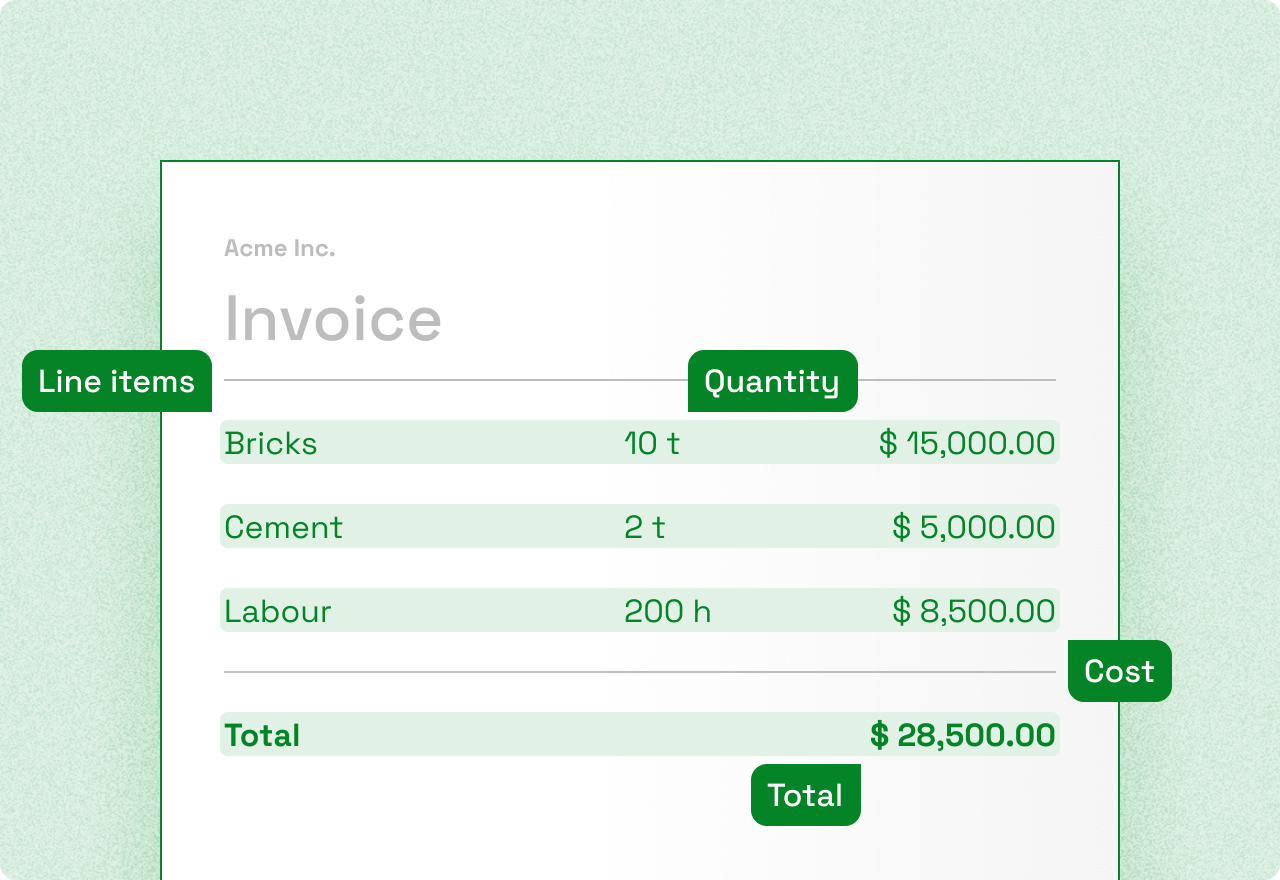 Acme Inc.
Invoice
Line items
Quantity
Bricks 10 t $ 15,000.00
Cement 2 t $ 5,000.00
Labour 200 h $ 8,500.00
Cost
Total $ 28,500.00
Total